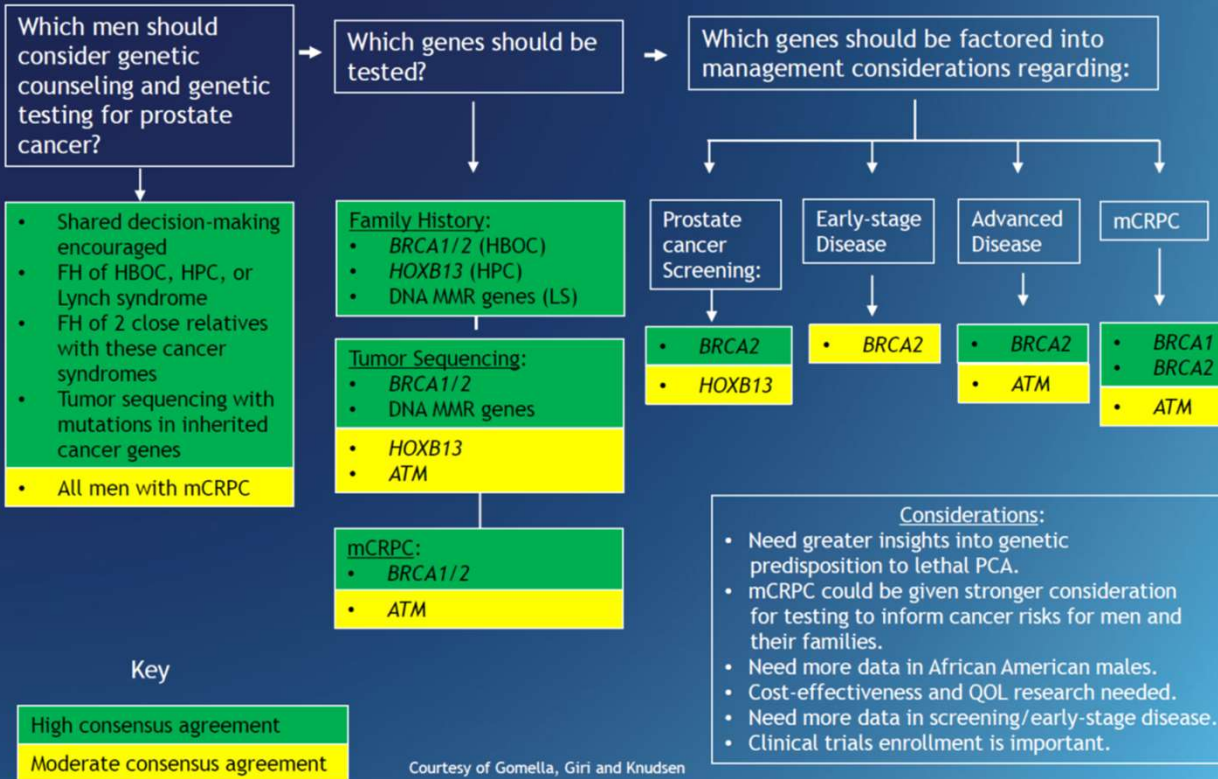 Which men should
consider genetic
counseling and genetic
testing for prostate
cancer?
• Shared decision-making
encouraged
• FH of HBOC, HPC, or
Lynch syndrome
• FH of 2 close relatives
with these cancer
syndromes
• Tumor sequencing with
mutations in inherited
cancer genes
• All men with mCRPC
Which genes should be
tested?
Family History:
• BRCA1/2 (HBOC)
• HOXB13 (HPC)
• DNA MMR genes (LS)
Tumor Sequencing:
• BRCA1/2
• DNA MMR genes
• HOXB13
• ATM
mCRPC:
• BRCA1/2
• ATM
Which genes should be factored into
management considerations regarding:
Prostate
cancer
Screening:
• BRCA2
• HOXB13
Early-stage
Disease
• BRCA2
Advanced
Disease
• BRCA2
• ATM
mCRPC
• BRCA1
• BRCA2
• ATM
Considerations:
• Need greater insights into genetic
predisposition to lethal PCA.
• mCRPC could be given stronger consideration
for testing to inform cancer risks for men and
their families.
• Need more data in African American males.
• Cost-effectiveness and QOL research needed.
• Need more data in screening/early-stage disease.
• Clinical trials enrollment is important.
Key
High consensus agreement
Moderate consensus agreement
Courtesy of Gomella, Giri and Knudsen